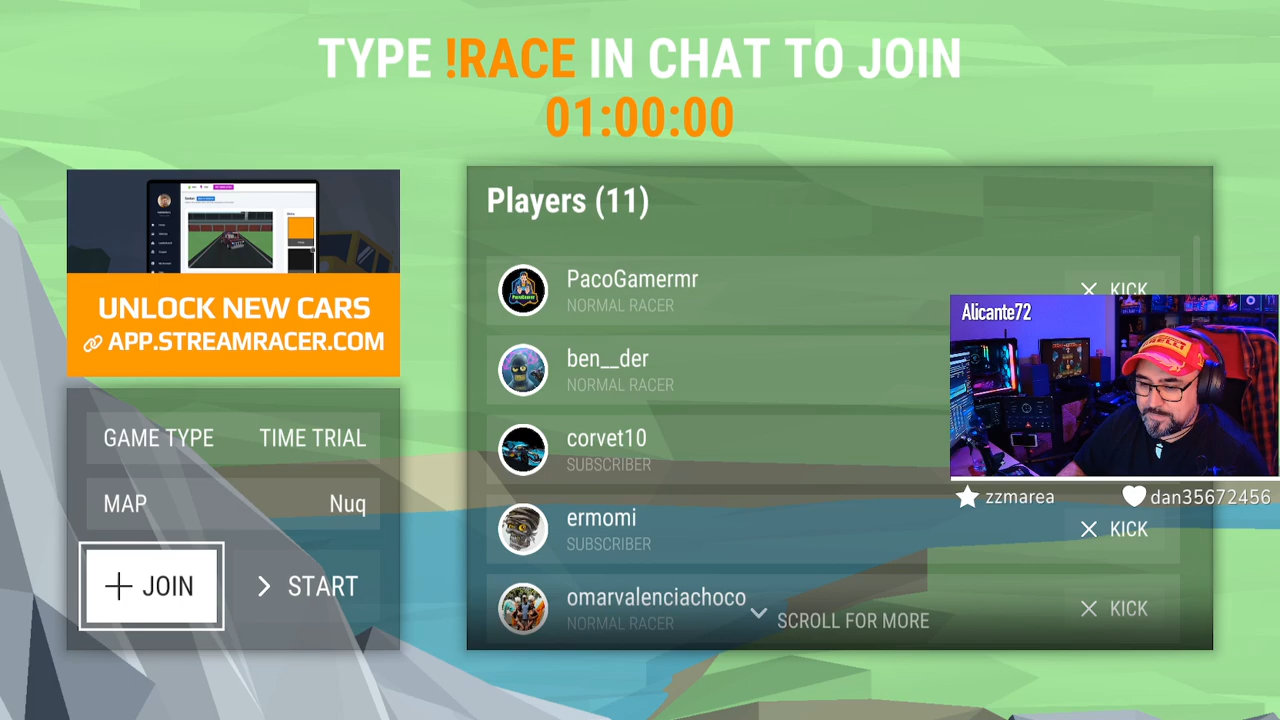 TYPE !RACE IN CHAT TO JOIN
01:00:00
UNLOCK NEW CARS
APP.STREAMRACER.COM
GAME TYPE TIME TRIAL
MAP Nuq
JOIN
START
Players (11)
PacoGamermr
NORMAL RACER
KICK
ben__der
NORMAL RACER
corvet10
SUBSCRIBER
ermomi
SUBSCRIBER
KICK
omarvalenciachoco
NORMAL RACER
KICK
SCROLL FOR MORE
Alicante72
PIRELLI
zzmarea
dan35672456